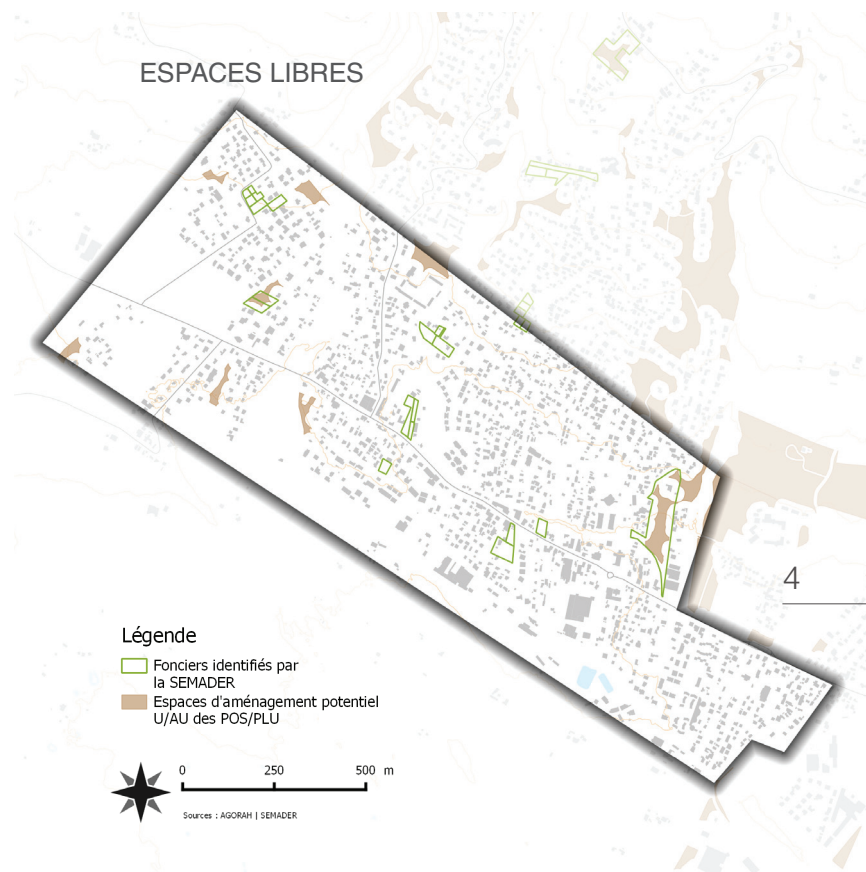 ESPACES LIBRES
4
Légende
Fonciers identifiés par
la SEMADER
Espaces d'aménagement potentiel
U/AU des POS/PLU
0 250 500 m
Sources : AGORAH | SEMADER